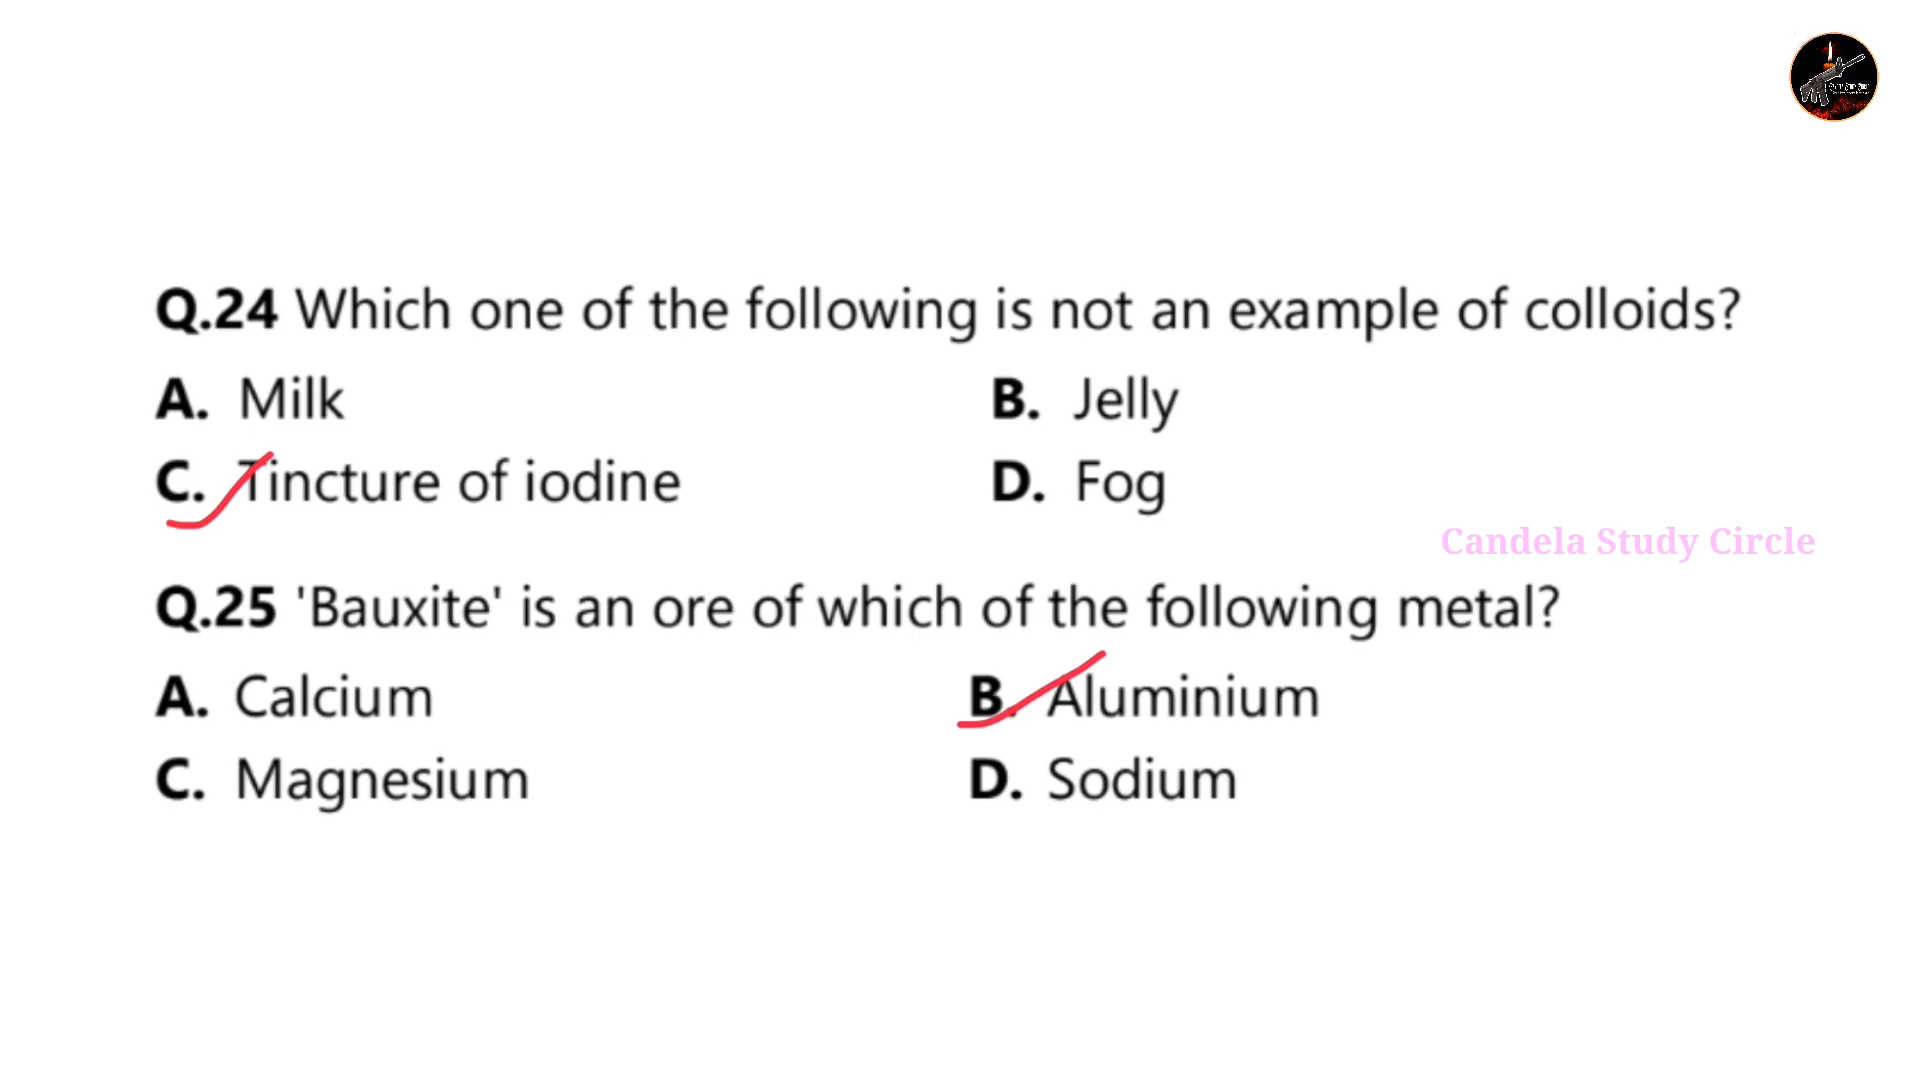 Q.24 Which one of the following is not an example of colloids?
A. Milk B. Jelly
C. Tincture of iodine D. Fog
Candela Study Circle
Q.25 'Bauxite' is an ore of which of the following metal?
A. Calcium B. Aluminium
C. Magnesium D. Sodium